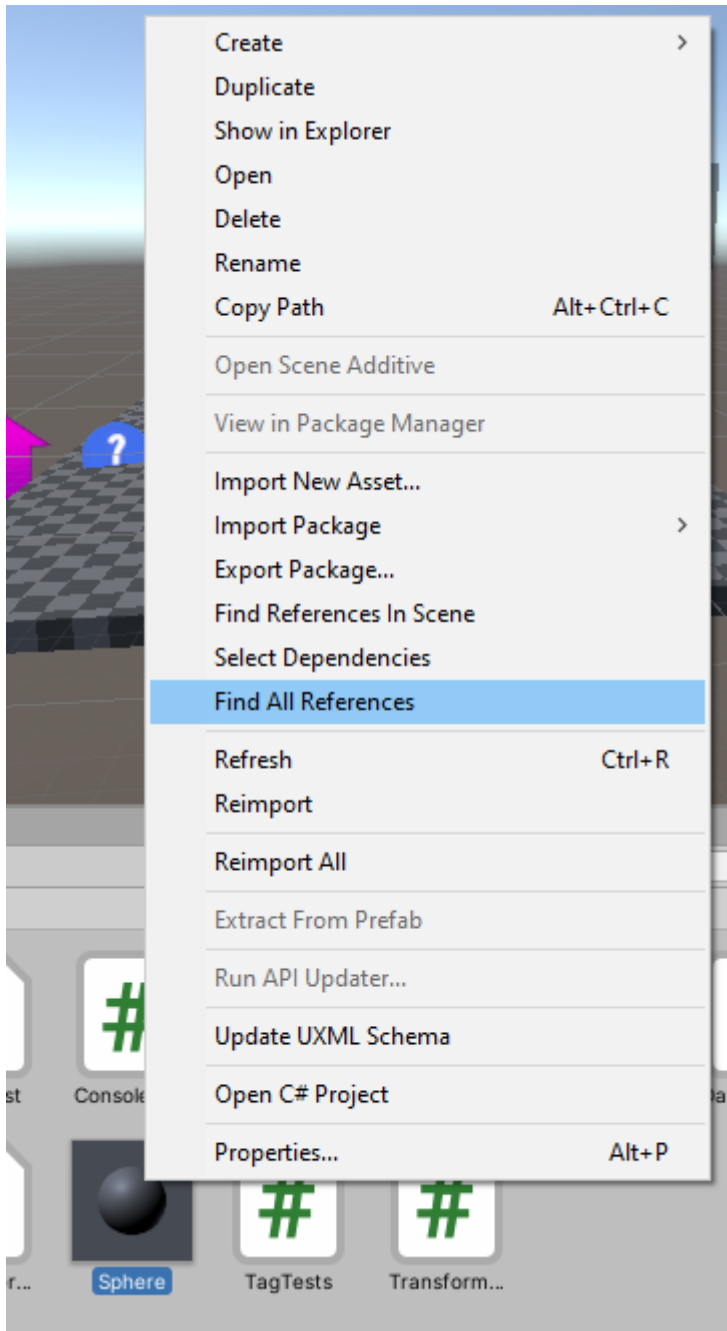 Create
Duplicate
Show in Explorer
Open
Delete
Rename
Copy Path Alt+Ctrl+C
Open Scene Additive
View in Package Manager
?
Import New Asset...
Import Package
Export Package...
Find References In Scene
Select Dependencies
Find All References
Refresh Ctrl+R
Reimport
Reimport All
Extract From Prefab
Run API Updater...
Update UXML Schema
Open C# Project
Properties... Alt+P
# # #
Sphere TagTests Transform...